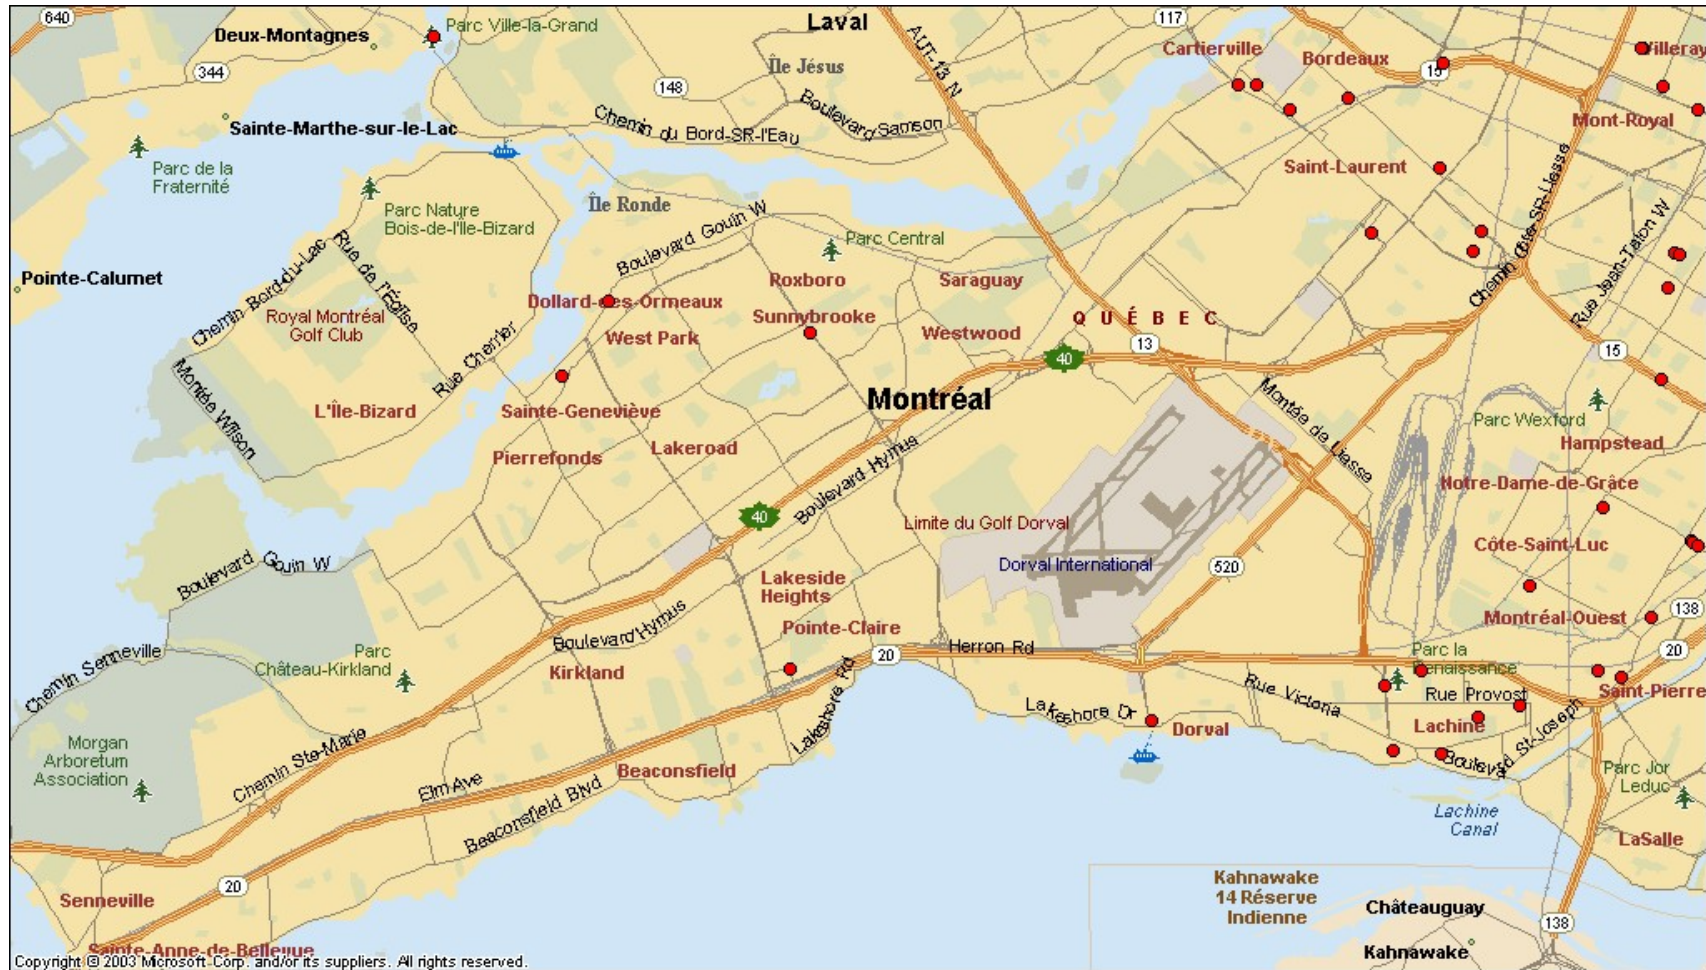 640
Parc Ville-la-Grand
Deux-Montagnes
Laval
AUT-13 N
117
Cartierville
Bordeaux
15
Villeray
344
148
Île Jésus
Boulevard Samson
Chemin du Bord-SR-l'Eau
Sainte-Marthe-sur-le-Lac
Mont-Royal
Parc de la
Fraternité
Saint-Laurent
Chemin Côte-SR-Liesse
Parc Nature
Bois-de-l'Île-Bizard
Île Ronde
Boulevard Gouin W
Parc Central
Rue Jean-Talon W
Pointe-Calumet
Chemin Bord-du-Lac
Rue de l'Église
Roxboro
Saraguay
Dollard-des-Ormeaux
Sunnybrooke
QUÉBEC
Royal Montréal
Golf Club
West Park
Westwood
13
40
15
Rue Cherrier
Montée Wilson
L'Île-Bizard
Sainte-Geneviève
Montréal
Montée de Liesse
Parc Wexford
Hampstead
Pierrefonds
Lakeroad
Boulevard Hymus
Notre-Dame-de-Grâce
40
Limite du Golf Dorval
Côte-Saint-Luc
Boulevard Gouin W
Dorval International
520
Lakeside
Heights
Montréal-Ouest
138
Boulevard Hymus
Pointe-Claire
Chemin Senneville
Parc
Château-Kirkland
Kirkland
20
Herron Rd
Parc la
Renaissance
20
Lakeshore Rd
Rue Victoria
Rue Provost
Saint-Pierre
Lakeshore Dr
Dorval
Lachine
Boulevard St-Joseph
Morgan
Arboretum
Association
Chemin Ste-Marie
Elm Ave
Beaconsfield
Beaconsfield Blvd
Parc Jor
Leduc
Lachine
Canal
LaSalle
Senneville
20
Kahnawake
14 Réserve
Indienne
Châteauguay
138
Sainte-Anne-de-Bellevue
Kahnawake
Copyright © 2003 Microsoft Corp. and/or its suppliers. All rights reserved.